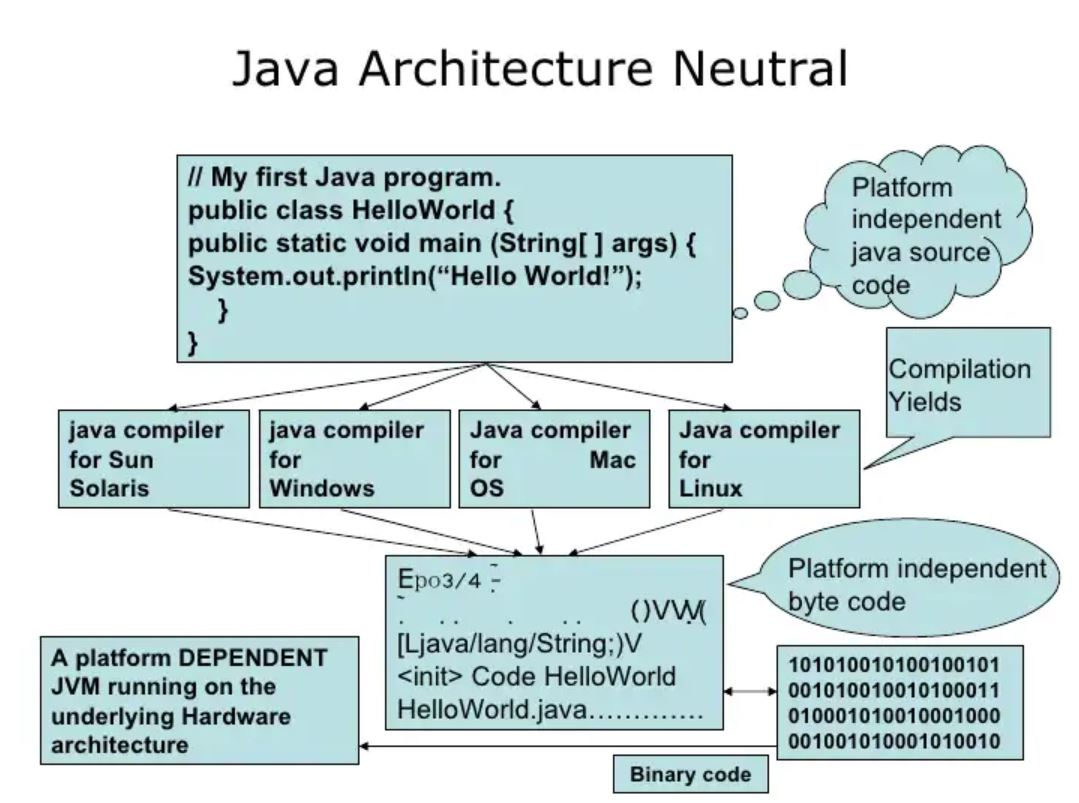 Java Architecture Neutral
// My first Java program.
public class HelloWorld {
public static void main (String[ ] args) {
System.out.println(“Hello World!”);
}
}
Platform
independent
java source
code
Compilation
Yields
java compiler
for Sun
Solaris
java compiler
for
Windows
Java compiler
for Mac
OS
Java compiler
for
Linux
Epo3/4
()V
[Ljava/lang/String;)V
<init> Code HelloWorld
HelloWorld.java………….
Platform independent
byte code
A platform DEPENDENT
JVM running on the
underlying Hardware
architecture
101010010100100101
001010010010100011
010001010010001000
001001010001010010
Binary code